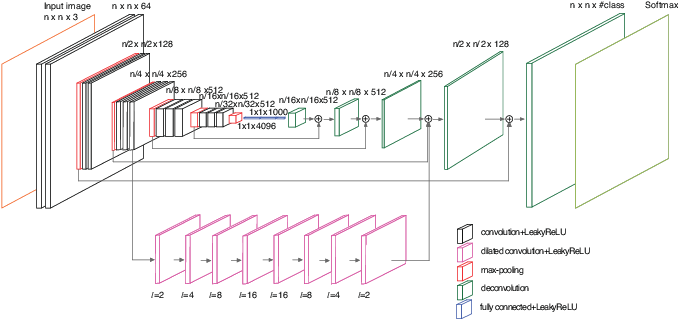 Input image
n x n x 3
n x n x 64
n/2 x n/2 x 128
n/4 x n/4 x 256
n/8 x n/8 x 512
n/16xn/16x512
n/32xn/32x512
1x1x1000
1x1x4096
n/16xn/16x512
n/8 x n/8 x 512
n/4 x n/4 x 256
n/2 x n/2 x 128
n x n x #class
Softmax
l=2
l=4
l=8
l=16
l=16
l=8
l=4
l=2
convolution+LeakyReLU
dilated convolution+LeakyReLU
max-pooling
deconvolution
fully connected+LeakyReLU